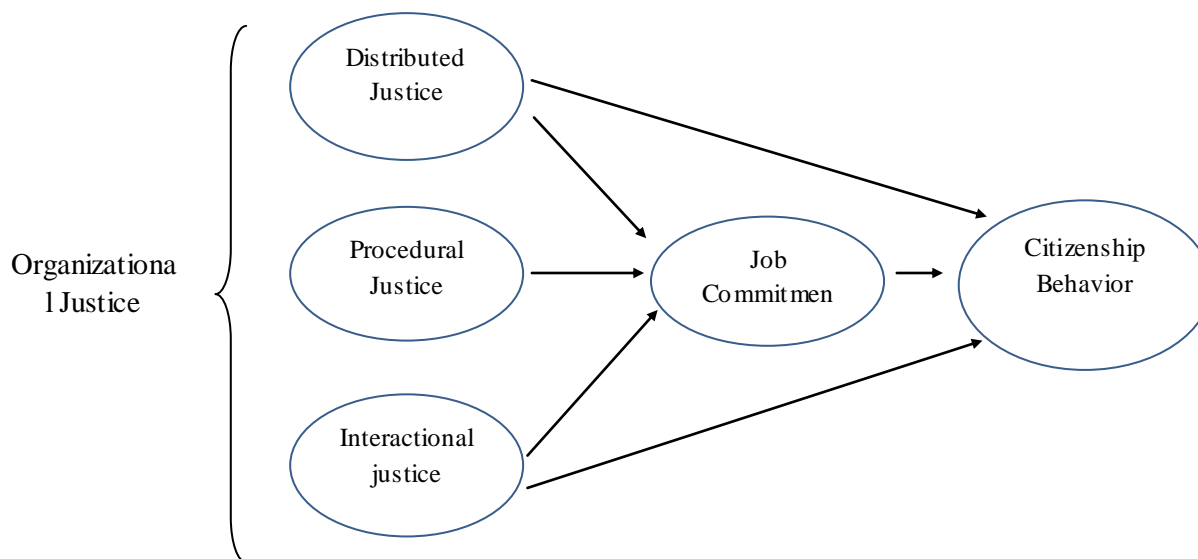 Organizationa
l Justice
Distributed
Justice
Procedural
Justice
Interactional
justice
Job
Commitmen
Citizenship
Behavior